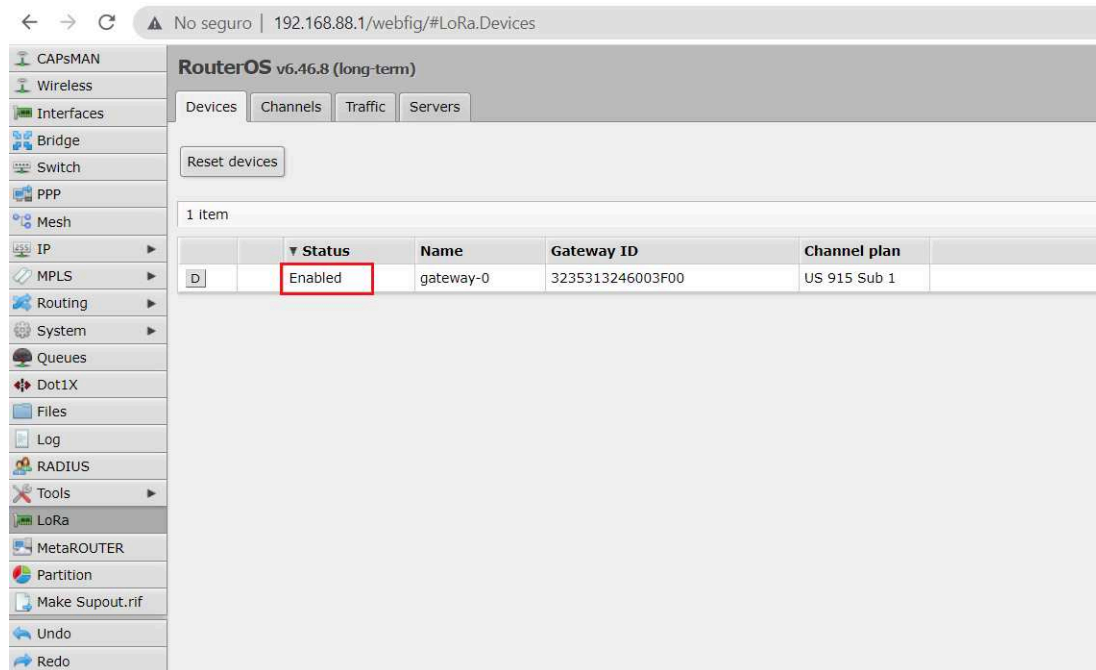 No seguro | 192.168.88.1/webfig/#LoRa.Devices
CAPsMAN
Wireless
Interfaces
Bridge
Switch
PPP
Mesh
IP
MPLS
Routing
System
Queues
Dot1X
Files
Log
RADIUS
Tools
LoRa
MetaROUTER
Partition
Make Supout.rif
Undo
Redo
RouterOS v6.46.8 (long-term)
Devices Channels Traffic Servers
Reset devices
1 item
▼ Status Name Gateway ID Channel plan
D Enabled gateway-0 3235313246003F00 US 915 Sub 1